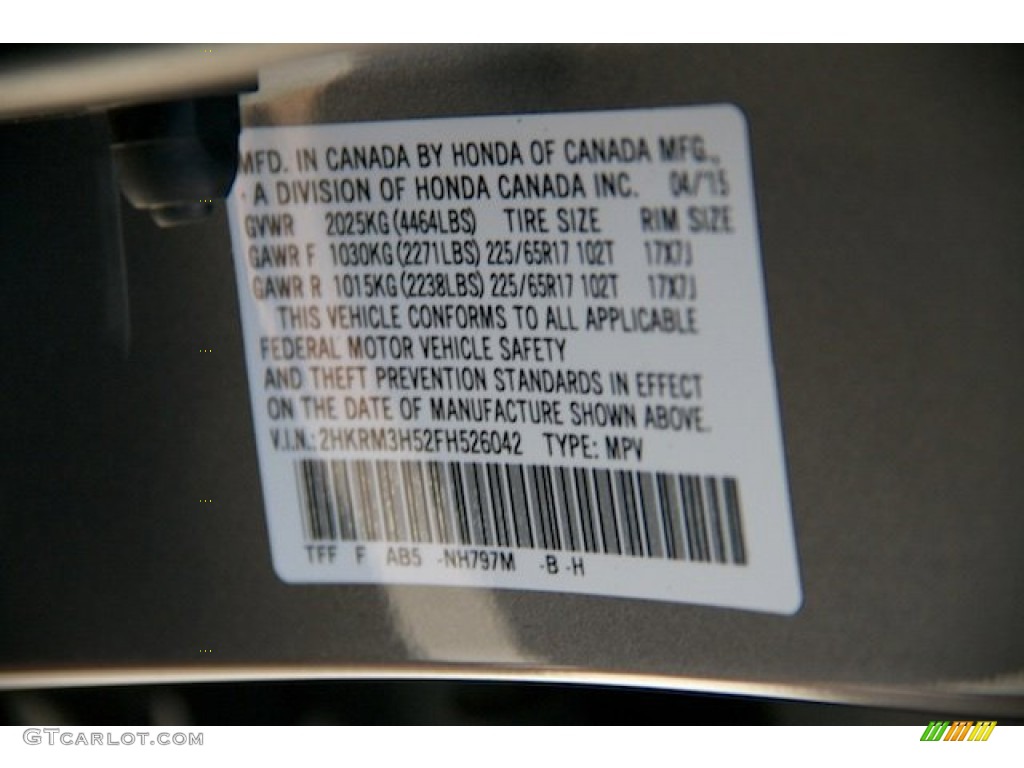 MFD. IN CANADA BY HONDA OF CANADA MFG.,
A DIVISION OF HONDA CANADA INC. 04/15
GVWR 2025KG (4464LBS) TIRE SIZE RIM SIZE
GAWR F 1030KG (2271LBS) 225/65R17 102T 17X7J
GAWR R 1015KG (2238LBS) 225/65R17 102T 17X7J
THIS VEHICLE CONFORMS TO ALL APPLICABLE
FEDERAL MOTOR VEHICLE SAFETY
AND THEFT PREVENTION STANDARDS IN EFFECT
ON THE DATE OF MANUFACTURE SHOWN ABOVE.
V.I.N.: 2HKRM3H52FH526042 TYPE: MPV
TFF F AB5 -NH797M -B -H
GTCARLOT.COM